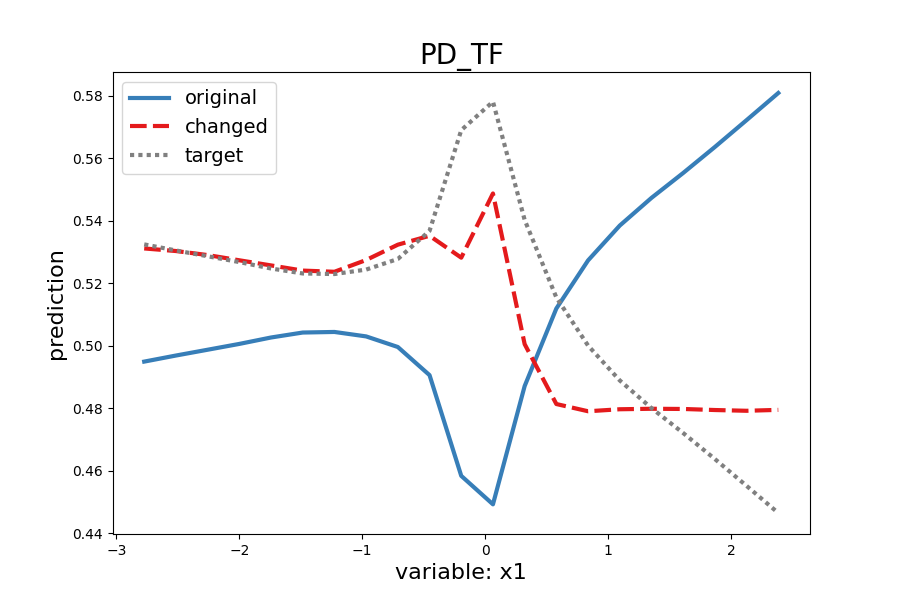 PD_TF
original
changed
target
0.58
0.56
0.54
0.52
0.50
0.48
0.46
0.44
prediction
−3
−2
−1
0
1
2
variable: x1